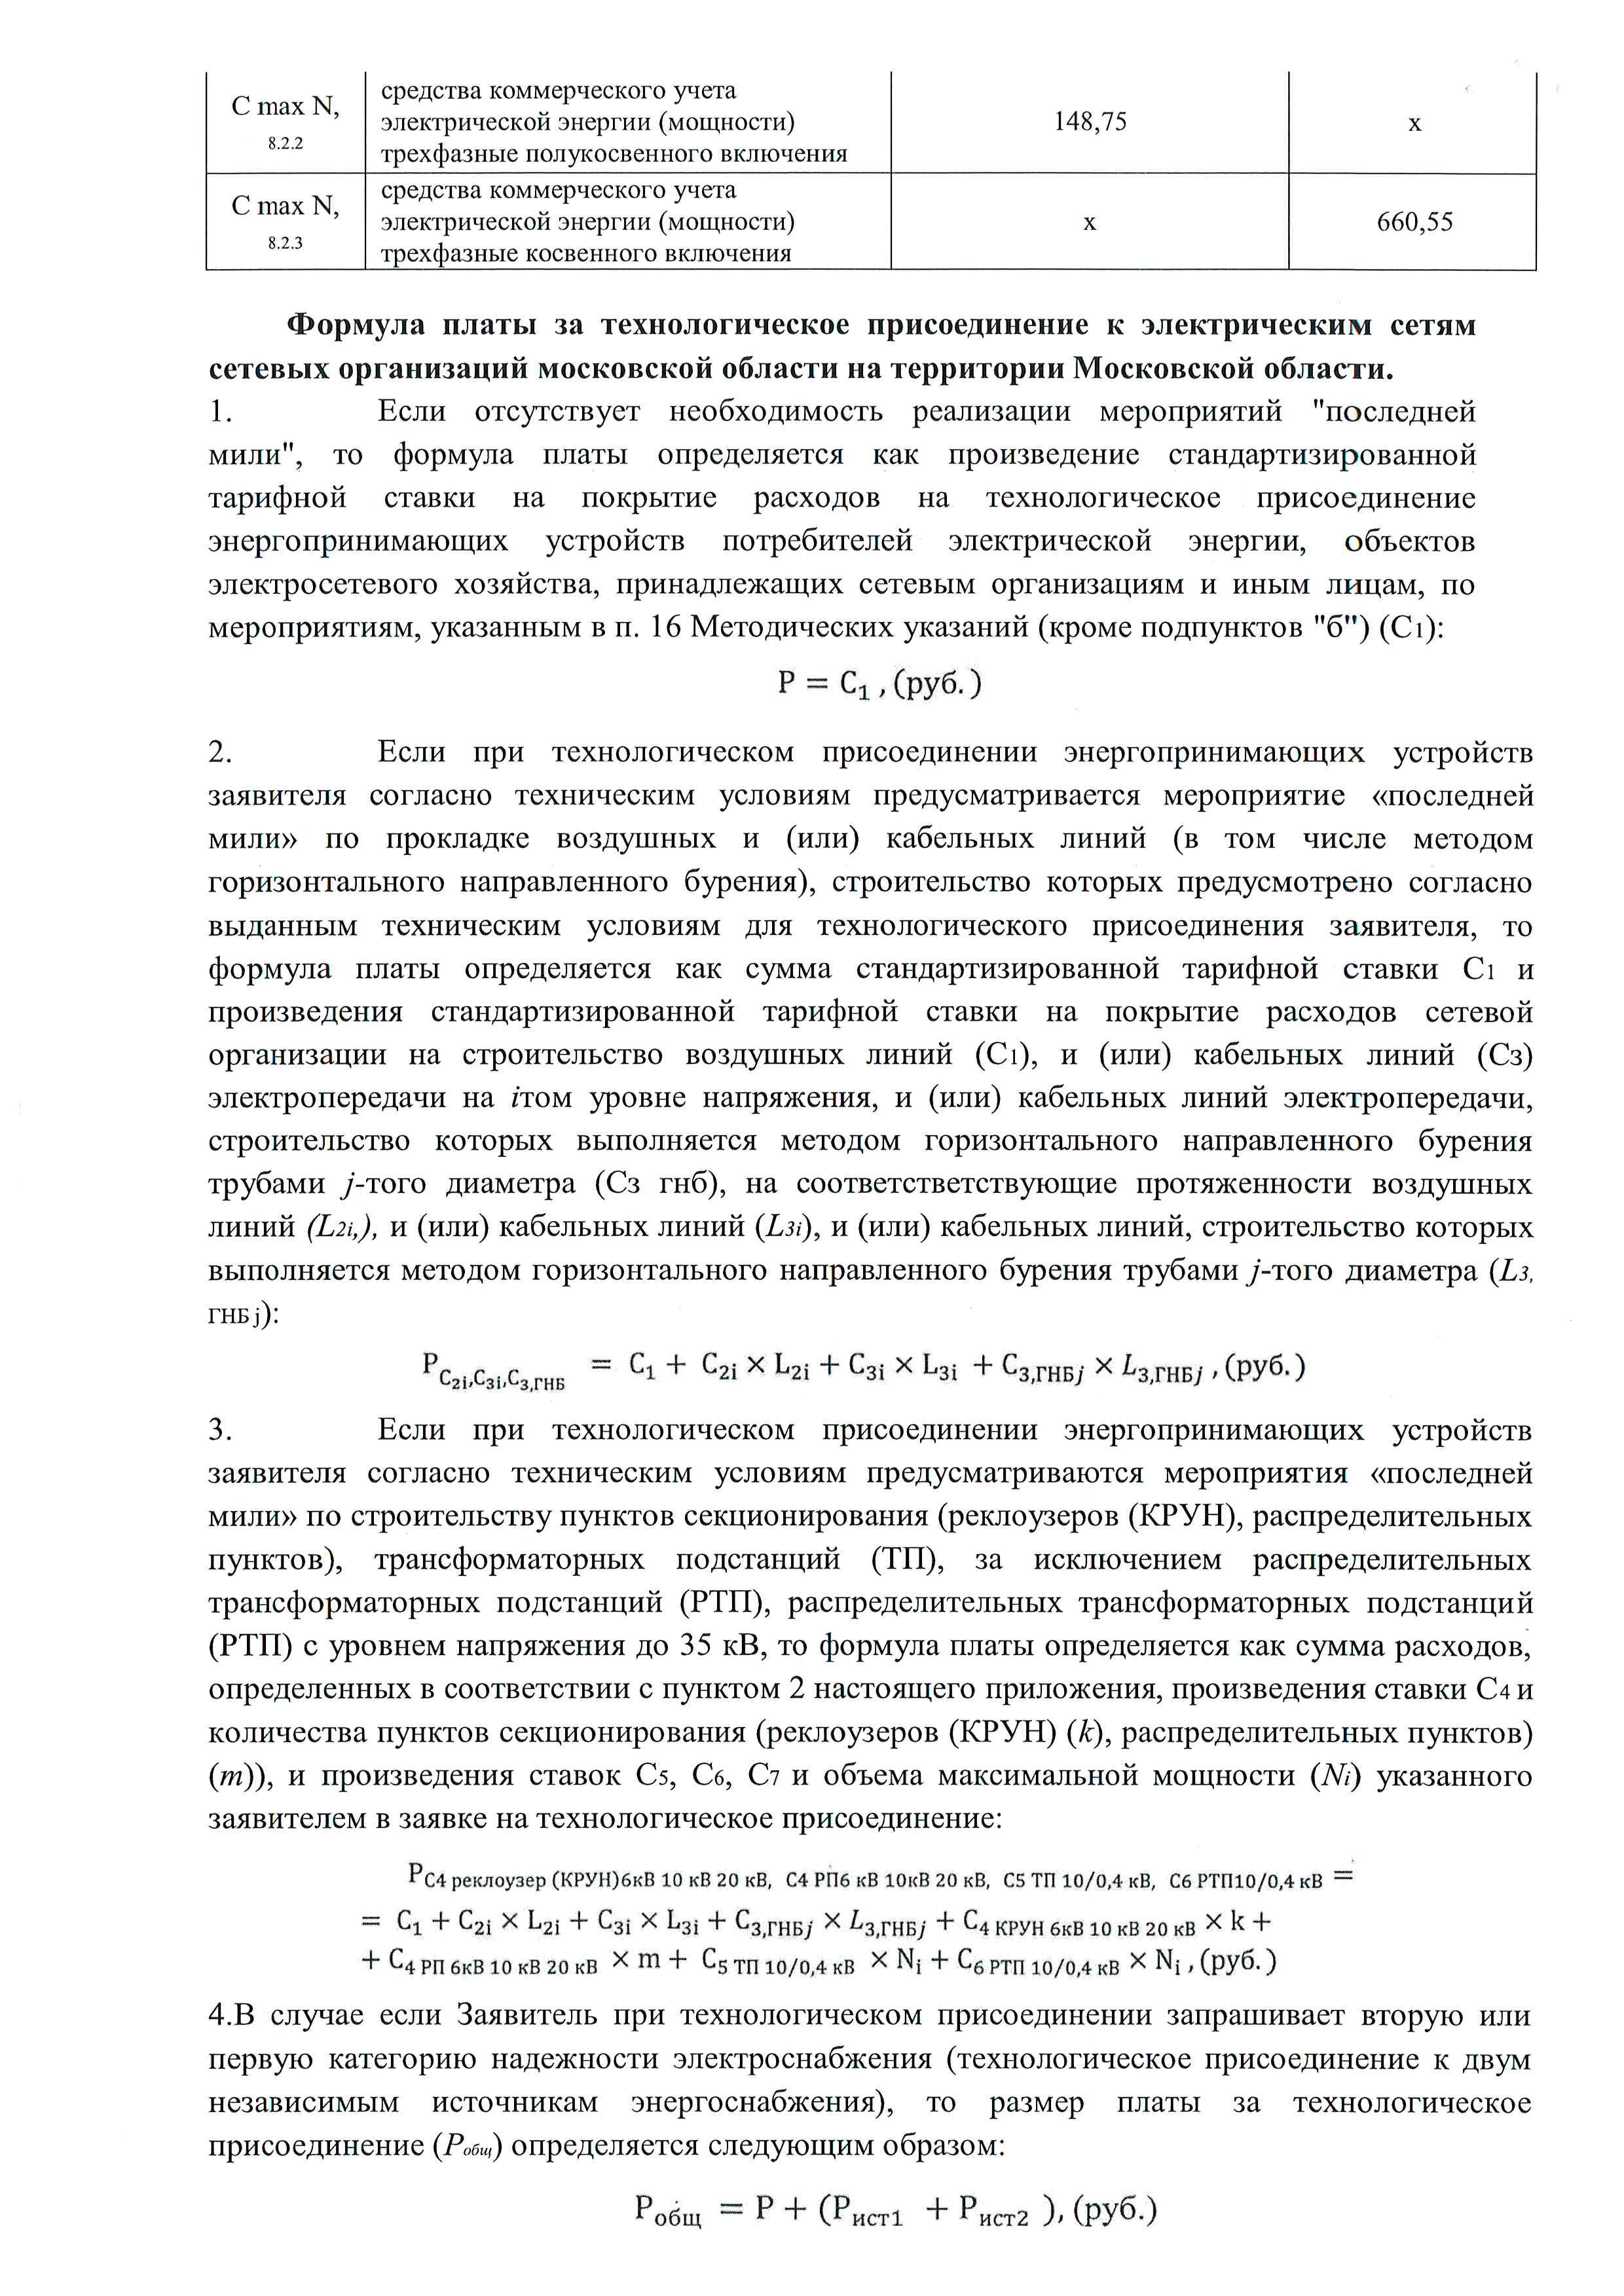 C max N, 8.2.2 средства коммерческого учета
электрической энергии (мощности)
трехфазные полукосвенного включения 148,75 х
C max N, 8.2.3 средства коммерческого учета
электрической энергии (мощности)
трехфазные косвенного включения х 660,55
Формула платы за технологическое присоединение к электрическим сетям
сетевых организаций московской области на территории Московской области.
1. Если отсутствует необходимость реализации мероприятий "последней
мили", то формула платы определяется как произведение стандартизированной
тарифной ставки на покрытие расходов на технологическое присоединение
энергопринимающих устройств потребителей электрической энергии, объектов
электросетевого хозяйства, принадлежащих сетевым организациям и иным лицам, по
мероприятиям, указанным в п. 16 Методических указаний (кроме подпунктов "б") (С1):
P = C₁ , (руб. )
2. Если при технологическом присоединении энергопринимающих устройств
заявителя согласно техническим условиям предусматривается мероприятие «последней
мили» по прокладке воздушных и (или) кабельных линий (в том числе методом
горизонтального направленного бурения), строительство которых предусмотрено согласно
выданным техническим условиям для технологического присоединения заявителя, то
формула платы определяется как сумма стандартизированной тарифной ставки С1 и
произведения стандартизированной тарифной ставки на покрытие расходов сетевой
организации на строительство воздушных линий (С1), и (или) кабельных линий (С3)
электропередачи на iтом уровне напряжения, и (или) кабельных линий электропередачи,
строительство которых выполняется методом горизонтального направленного бурения
трубами j-того диаметра (С3 гнб), на соответстветствующие протяженности воздушных
линий (L2i,), и (или) кабельных линий (L3i), и (или) кабельных линий, строительство которых
выполняется методом горизонтального направленного бурения трубами j-того диаметра (L3,
ГНБ j):
P C2i,C3i,C3,ГНБ = C₁ + C2i × L2i + C3i × L3i + C3,ГНБj × L3,ГНБj , (руб. )
3. Если при технологическом присоединении энергопринимающих устройств
заявителя согласно техническим условиям предусматриваются мероприятия «последней
мили» по строительству пунктов секционирования (реклоузеров (КРУН), распределительных
пунктов), трансформаторных подстанций (ТП), за исключением распределительных
трансформаторных подстанций (РТП), распределительных трансформаторных подстанций
(РТП) с уровнем напряжения до 35 кВ, то формула платы определяется как сумма расходов,
определенных в соответствии с пунктом 2 настоящего приложения, произведения ставки С4 и
количества пунктов секционирования (реклоузеров (КРУН) (k), распределительных пунктов)
(m)), и произведения ставок С5, С6, С7 и объема максимальной мощности (Ni) указанного
заявителем в заявке на технологическое присоединение:
P С4 реклоузер (КРУН)6кВ 10 кВ 20 кВ, С4 РП6 кВ 10кВ 20 кВ, С5 ТП 10/0,4 кВ, С6 РТП10/0,4 кВ =
= C₁ + C2i × L2i + C3i × L3i + C3,ГНБj × L3,ГНБj + C4 КРУН 6кВ 10 кВ 20 кВ × k +
+ C4 РП 6кВ 10 кВ 20 кВ × m + C5 ТП 10/0,4 кВ × Ni + C6 РТП 10/0,4 кВ × Ni , (руб. )
4.В случае если Заявитель при технологическом присоединении запрашивает вторую или
первую категорию надежности электроснабжения (технологическое присоединение к двум
независимым источникам энергоснабжения), то размер платы за технологическое
присоединение (Pобщ) определяется следующим образом:
Pобщ = P + (Pист1 + Pист2 ), (руб.)